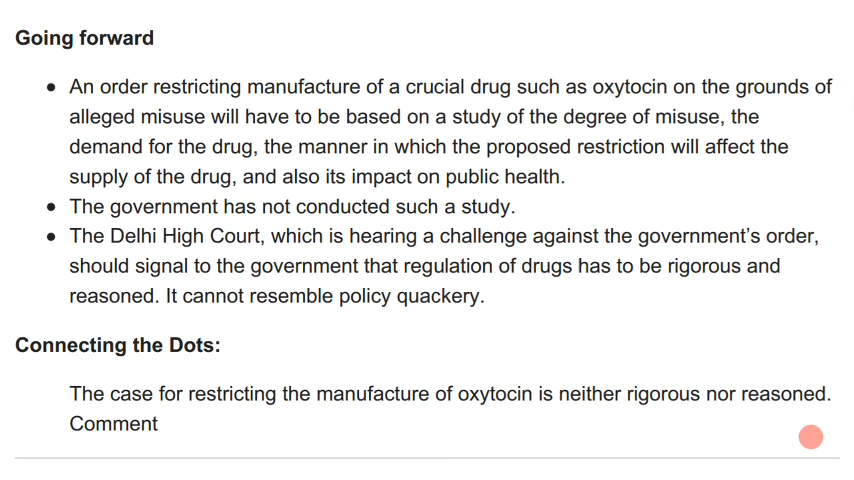 Going forward
● An order restricting manufacture of a crucial drug such as oxytocin on the grounds of
alleged misuse will have to be based on a study of the degree of misuse, the
demand for the drug, the manner in which the proposed restriction will affect the
supply of the drug, and also its impact on public health.
● The government has not conducted such a study.
● The Delhi High Court, which is hearing a challenge against the government’s order,
should signal to the government that regulation of drugs has to be rigorous and
reasoned. It cannot resemble policy quackery.
Connecting the Dots:
The case for restricting the manufacture of oxytocin is neither rigorous nor reasoned.
Comment